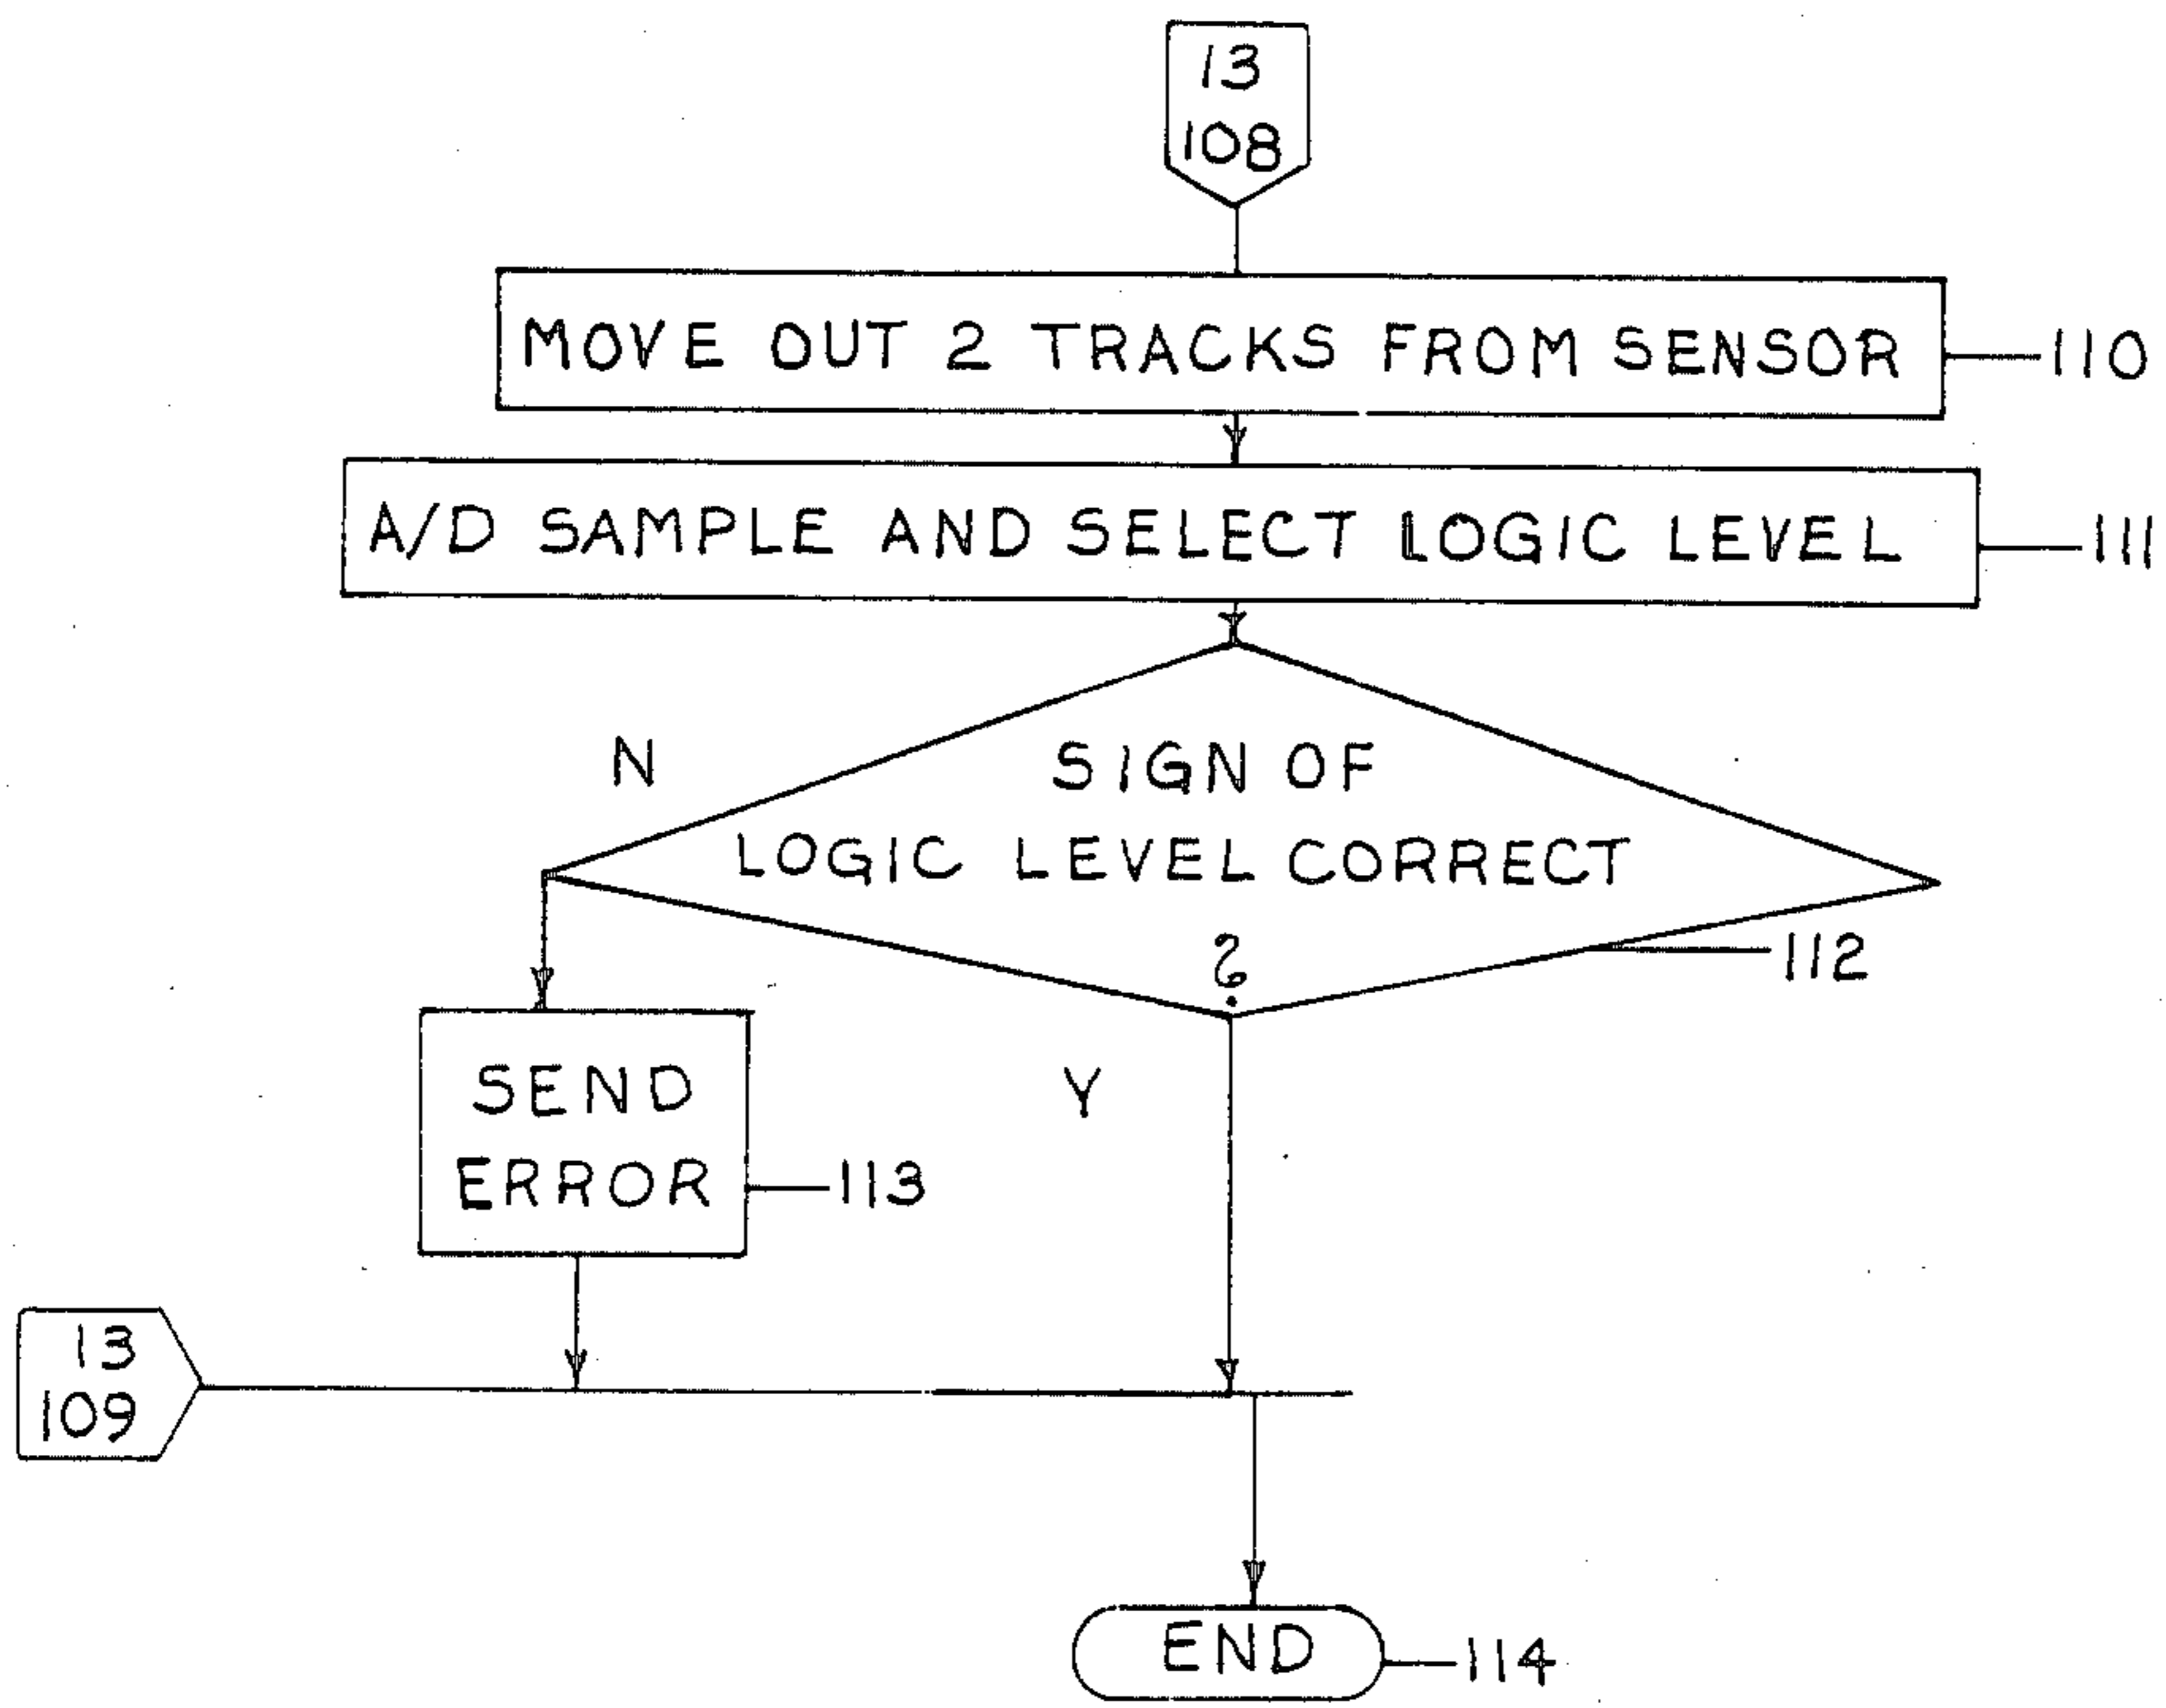 13
108
MOVE OUT 2 TRACKS FROM SENSOR
110
A/D SAMPLE AND SELECT LOGIC LEVEL
111
N
SIGN OF
LOGIC LEVEL CORRECT
?
112
SEND
ERROR
113
Y
13
109
END
114